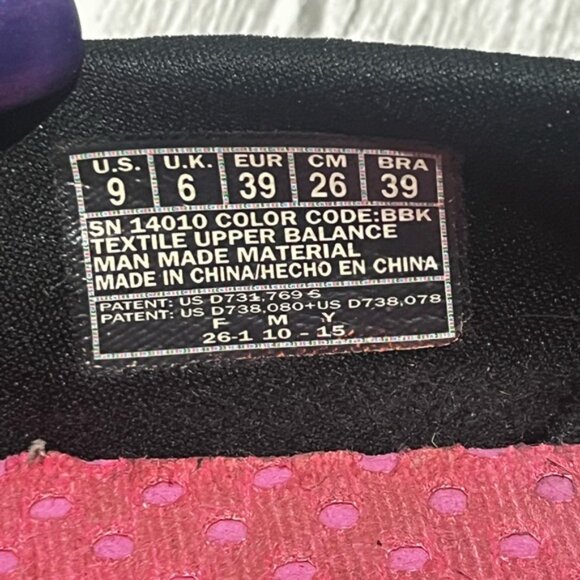 U.S. U.K. EUR CM BRA
9 6 39 26 39
SN 14010 COLOR CODE:BBK
TEXTILE UPPER BALANCE
MAN MADE MATERIAL
MADE IN CHINA/HECHO EN CHINA
PATENT: US D731,769 S
PATENT: US D738,080+US D738,078
F M Y
26-1 10 - 15